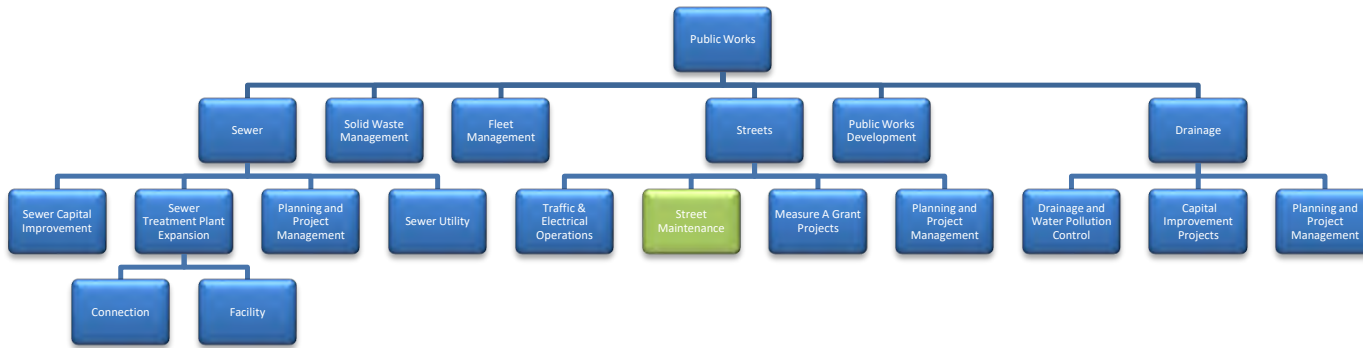 Public Works
Sewer
Solid Waste
Management
Fleet
Management
Streets
Public Works
Development
Drainage
Sewer Capital
Improvement
Sewer
Treatment Plant
Expansion
Planning and
Project
Management
Sewer Utility
Traffic &
Electrical
Operations
Street
Maintenance
Measure A Grant
Projects
Planning and
Project
Management
Drainage and
Water Pollution
Control
Capital
Improvement
Projects
Planning and
Project
Management
Connection
Facility